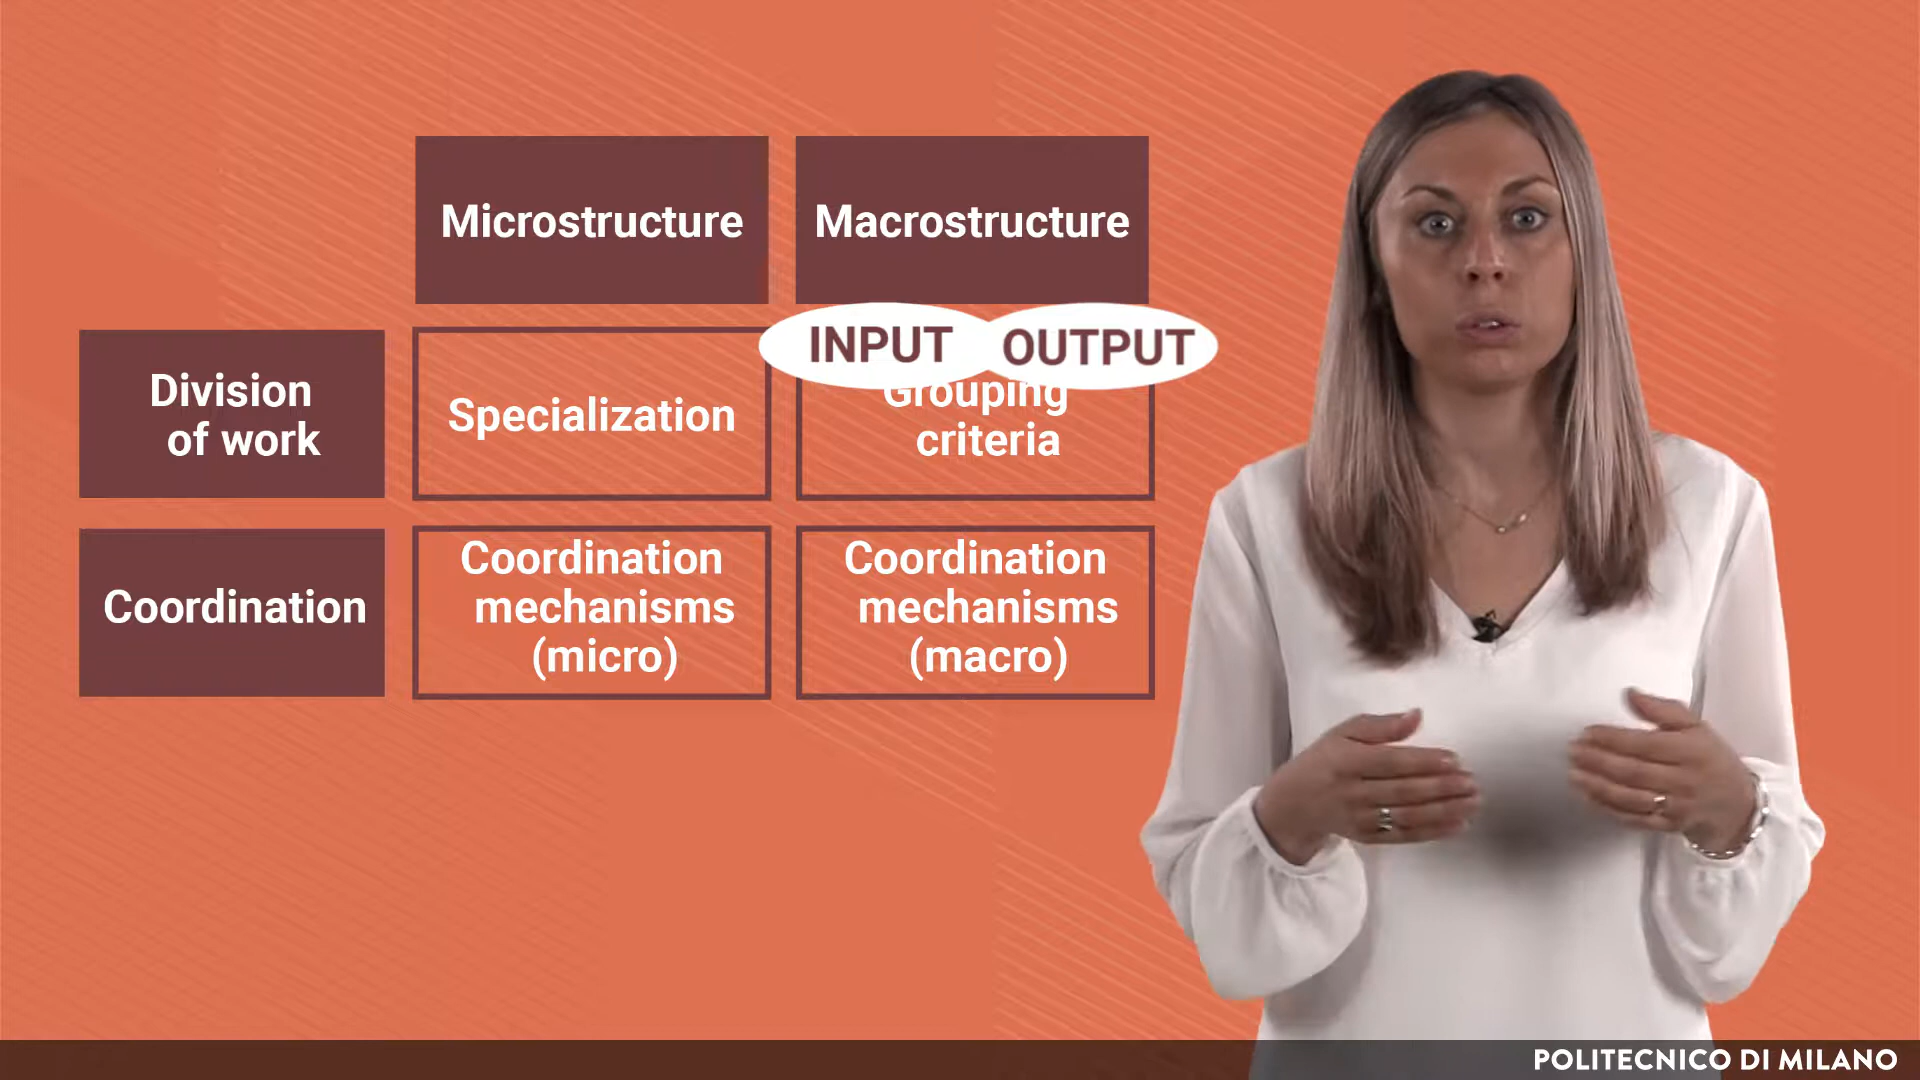 Microstructure
Macrostructure
INPUT
OUTPUT
Division
of work
Specialization
Grouping
criteria
Coordination
Coordination
mechanisms
(micro)
Coordination
mechanisms
(macro)
POLITECNICO DI MILANO